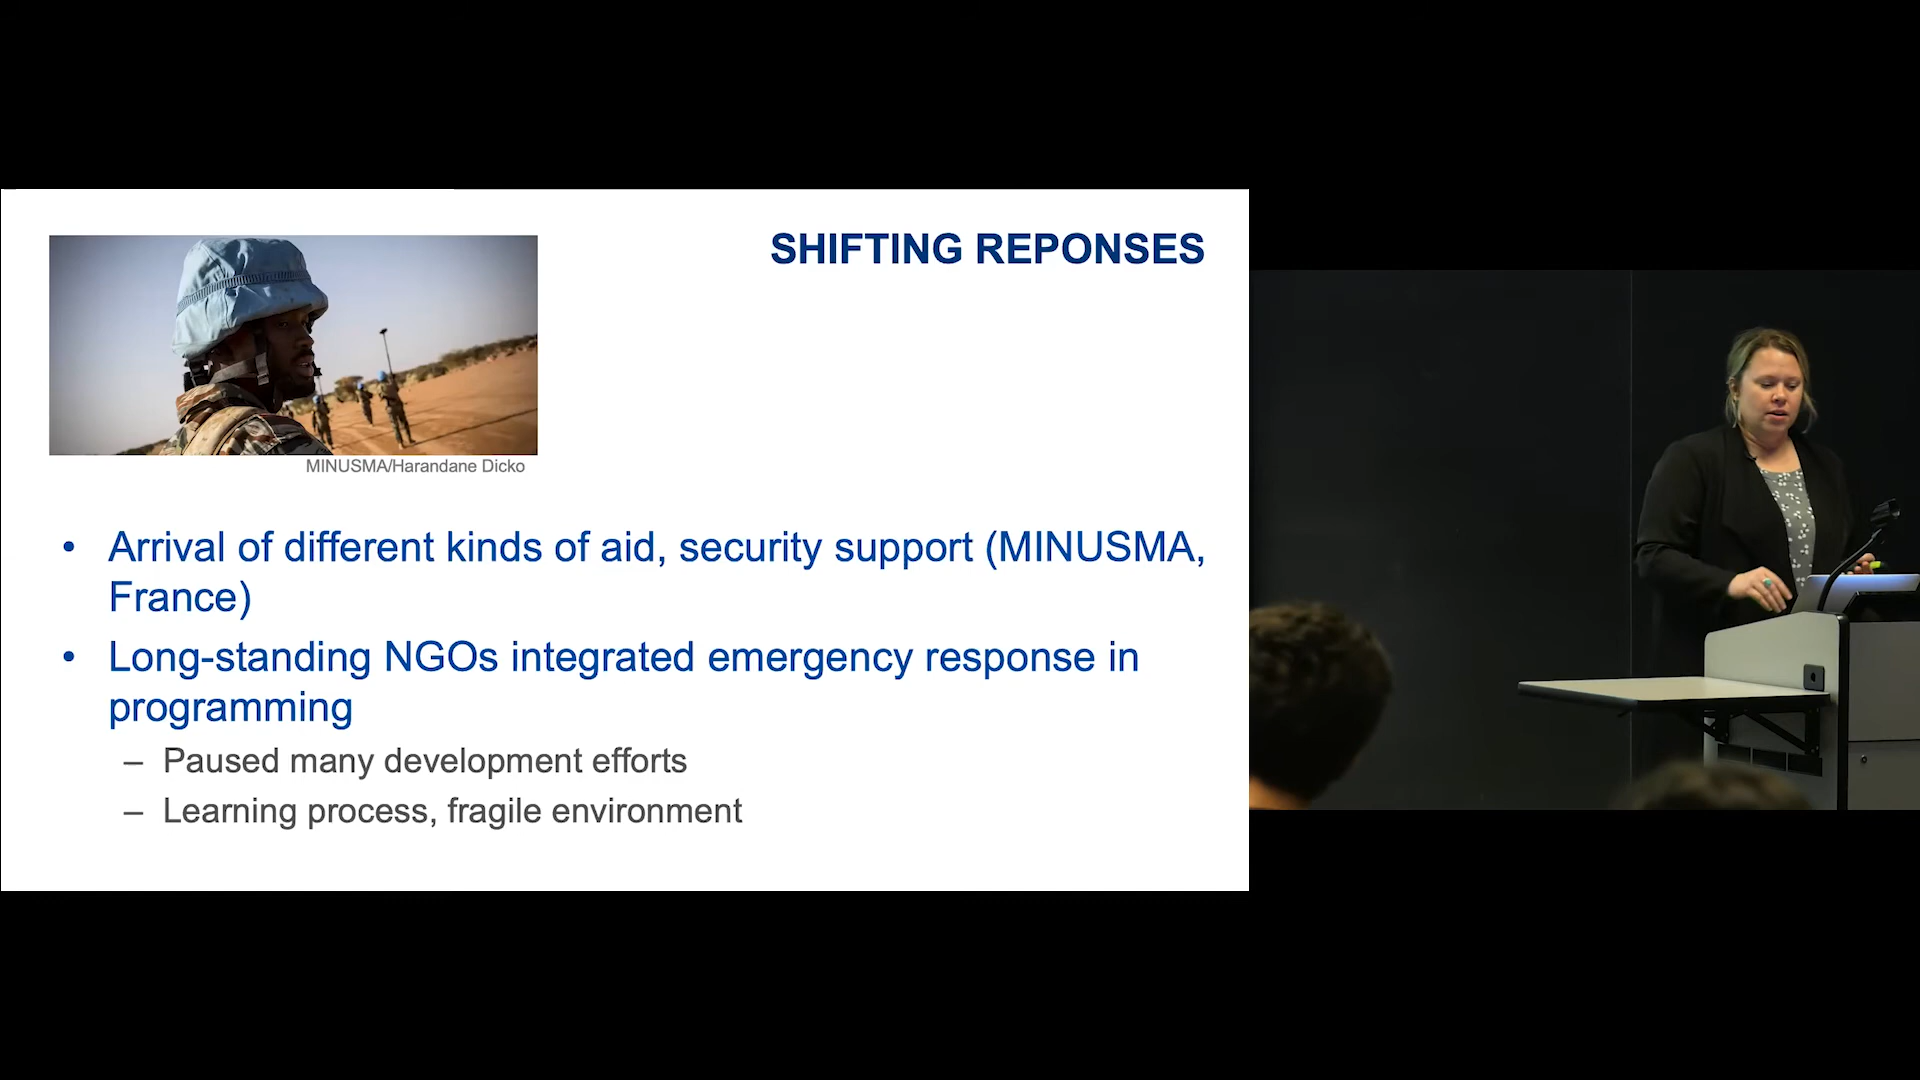 SHIFTING REPONSES
MINUSMA/Harandane Dicko
• Arrival of different kinds of aid, security support (MINUSMA,
France)
• Long-standing NGOs integrated emergency response in
programming
– Paused many development efforts
– Learning process, fragile environment